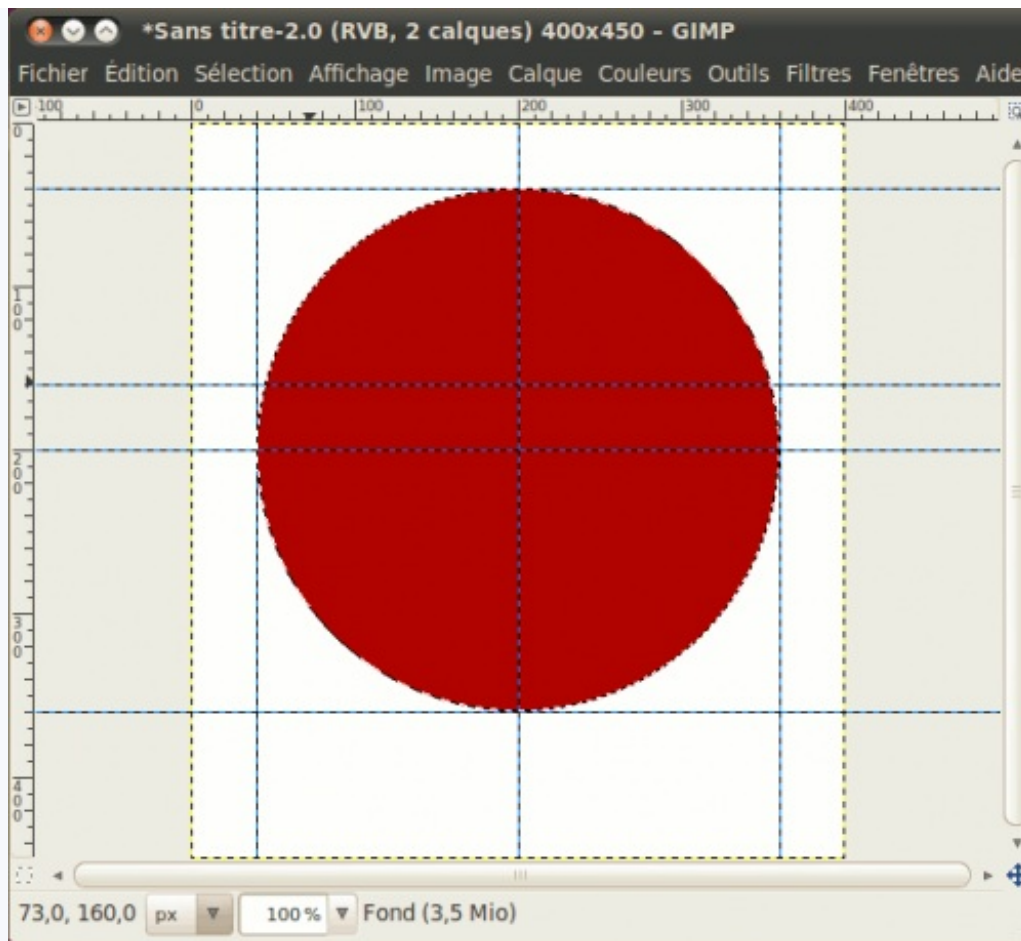 *Sans titre-2.0 (RVB, 2 calques) 400x450 – GIMP
Fichier Édition Sélection Affichage Image Calque Couleurs Outils Filtres Fenêtres Aide
100 0 100 200 300 400
0
100
200
300
400
73,0, 160,0 px 100 % Fond (3,5 Mio)